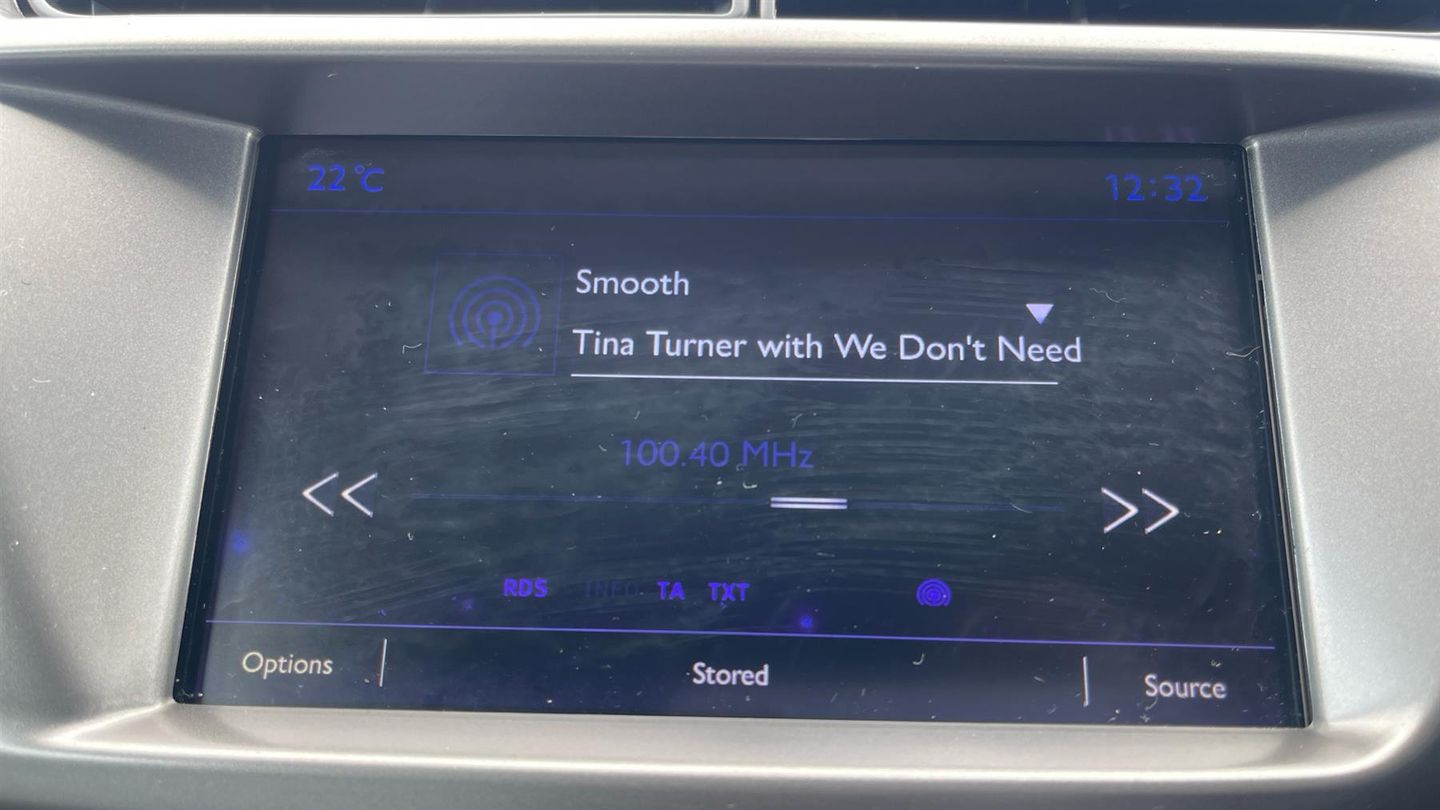 22°C
12:32
Smooth
Tina Turner with We Don't Need
100.40 MHz
<< >>
RDS INFO TA TXT
Options Stored Source